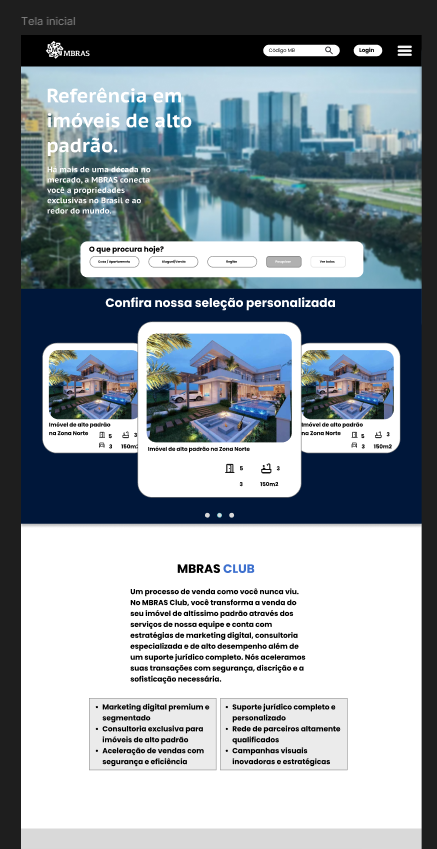 Tela inicial
MBRAS
Código MB
Login
Referência em
imóveis de alto
padrão.
Há mais de uma década no
mercado, a MBRAS conecta
você a propriedades
exclusivas no Brasil e ao
redor do mundo.
O que procura hoje?
Casa / Apartamento
Aluguel/Venda
Região
Pesquisar
Ver todos
Confira nossa seleção personalizada
Imóvel de alto padrão
na Zona Norte
5
3
3
150m2
Imóvel de alto padrão na Zona Norte
5
3
3
150m2
Imóvel de alto padrão
na Zona Norte
5
3
3
150m2
MBRAS CLUB
Um processo de venda como você nunca viu.
No MBRAS Club, você transforma a venda do
seu imóvel de altíssimo padrão através dos
serviços de nossa equipe e conta com
estratégias de marketing digital, consultoria
especializada e de alto desempenho além de
um suporte jurídico completo. Nós aceleramos
suas transações com segurança, discrição e a
sofisticação necessária.
• Marketing digital premium e
segmentado
• Consultoria exclusiva para
imóveis de alto padrão
• Aceleração de vendas com
segurança e eficiência
• Suporte jurídico completo e
personalizado
• Rede de parceiros altamente
qualificados
• Campanhas visuais
inovadoras e estratégicas